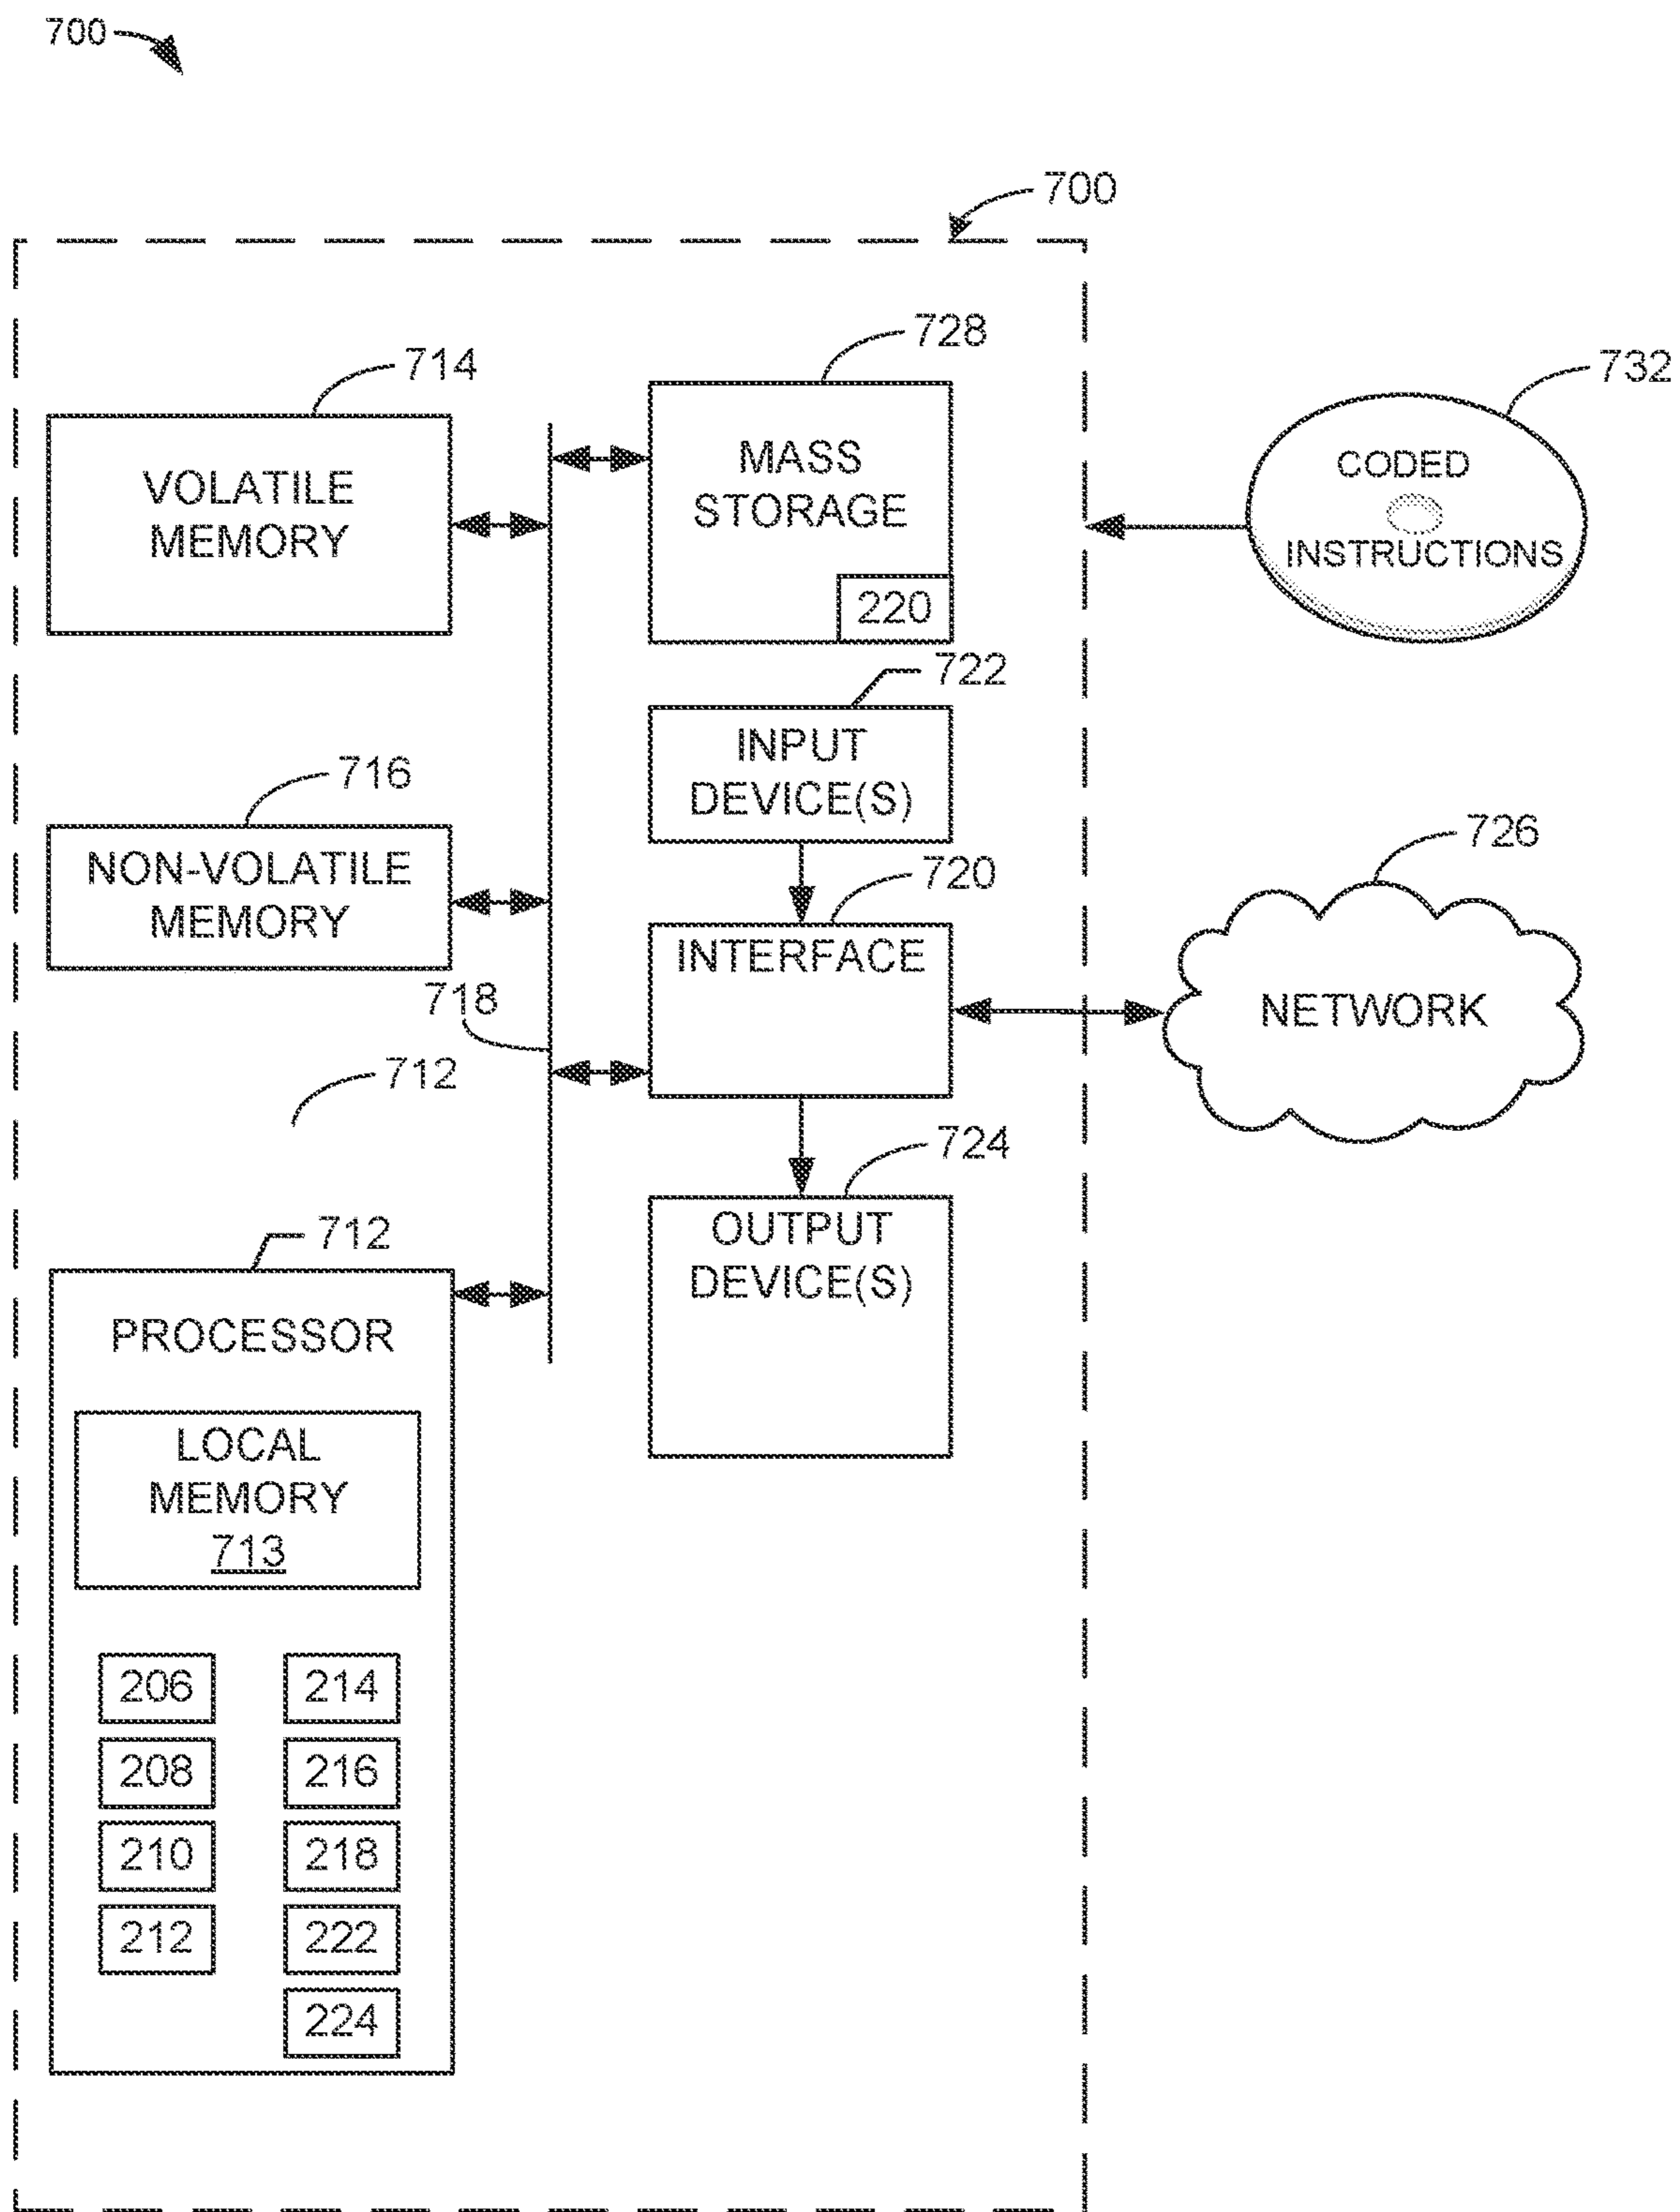 700
700
728
714
732
MASS
STORAGE
VOLATILE
MEMORY
CODED
INSTRUCTIONS
220
722
INPUT
DEVICE(S)
716
726
NON-VOLATILE
MEMORY
720
INTERFACE
718
NETWORK
712
724
712
OUTPUT
DEVICE(S)
PROCESSOR
LOCAL
MEMORY
713
206
214
208
216
210
218
212
222
224